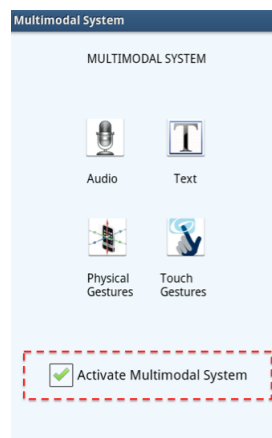 Multimodal System
MULTIMODAL SYSTEM
T
Audio
Text
Physical
Gestures
Touch
Gestures
Activate Multimodal System